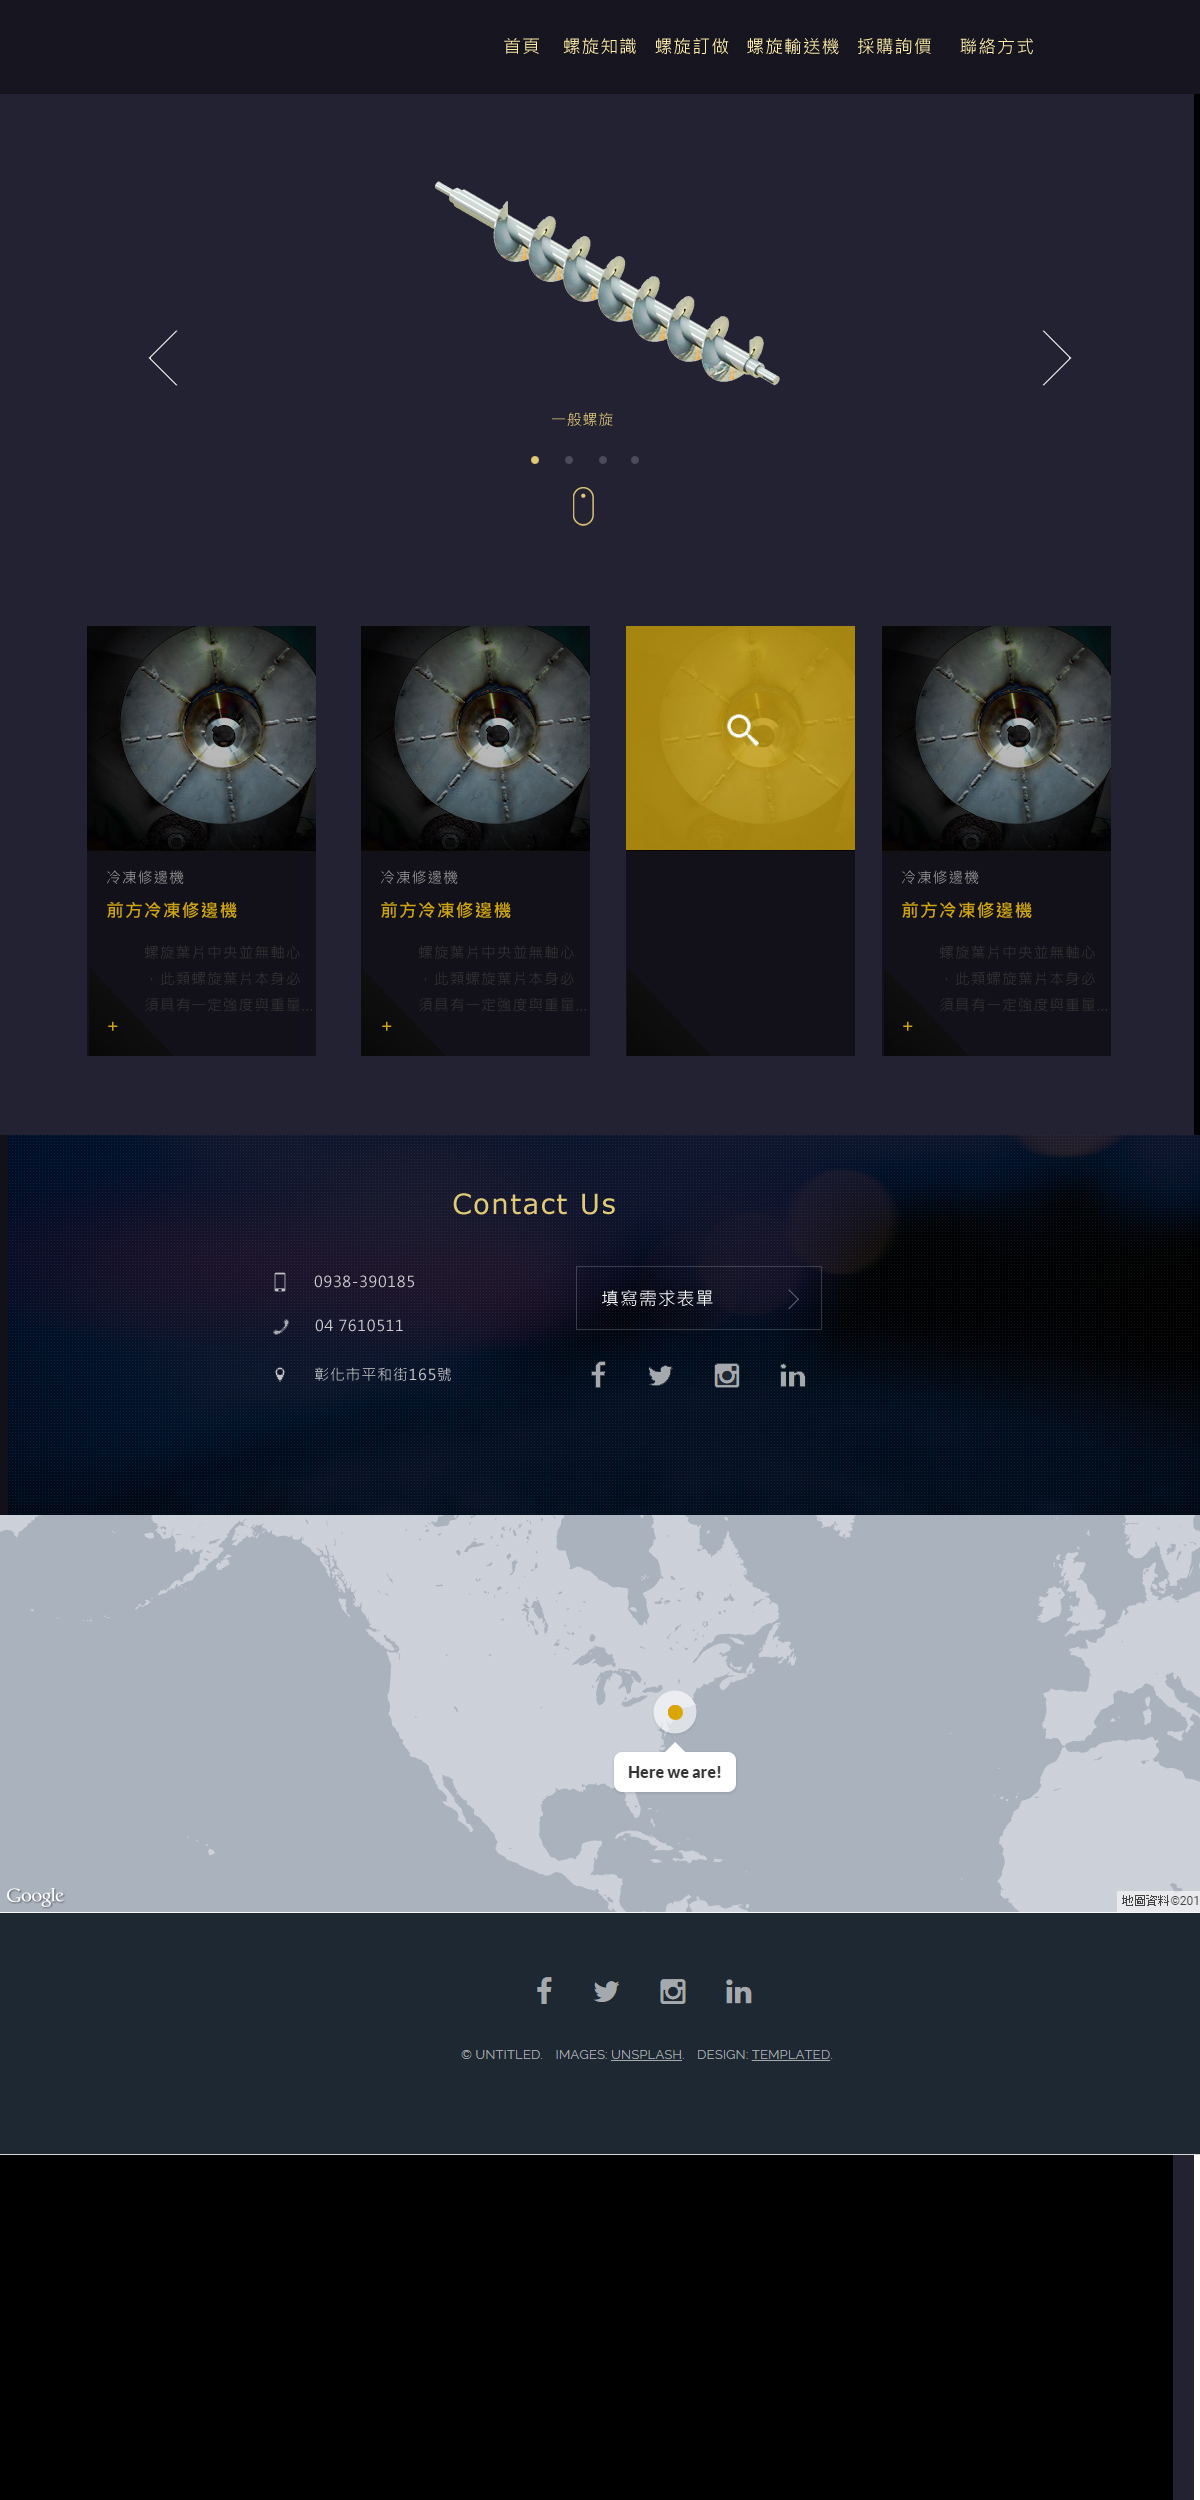 首頁 螺旋知識 螺旋訂做 螺旋輸送機 採購詢價 聯絡方式
一般螺旋
冷凍修邊機
前方冷凍修邊機
螺旋葉片中央並無軸心
，此類螺旋葉片本身必
須具有一定強度與重量...
+
冷凍修邊機
前方冷凍修邊機
螺旋葉片中央並無軸心
，此類螺旋葉片本身必
須具有一定強度與重量...
+
冷凍修邊機
前方冷凍修邊機
螺旋葉片中央並無軸心
，此類螺旋葉片本身必
須具有一定強度與重量...
+
Contact Us
0938-390185
04 7610511
彰化市平和街165號
填寫需求表單
Here we are!
Google
地圖資料©201
© UNTITLED. IMAGES: UNSPLASH. DESIGN: TEMPLATED.